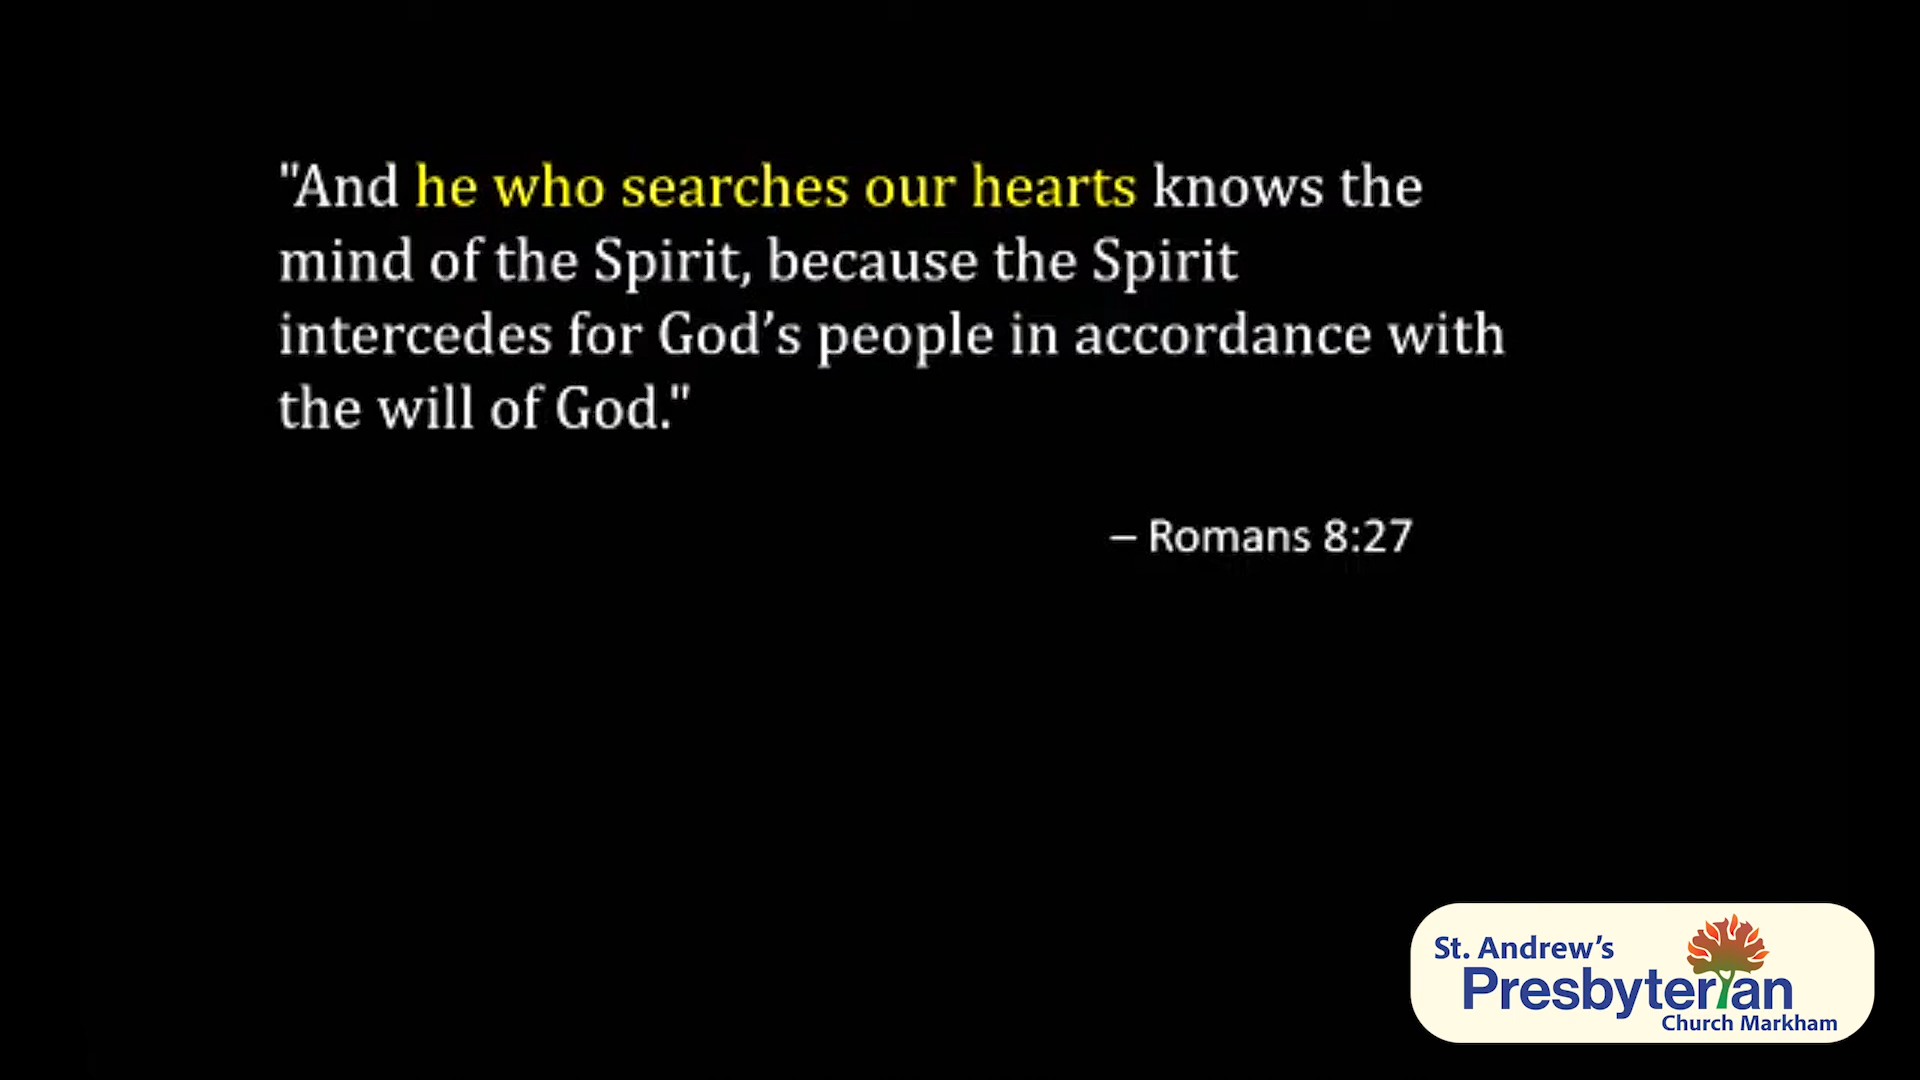 "And he who searches our hearts knows the
mind of the Spirit, because the Spirit
intercedes for God’s people in accordance with
the will of God."
– Romans 8:27
St. Andrew’s
Presbyterian
Church Markham